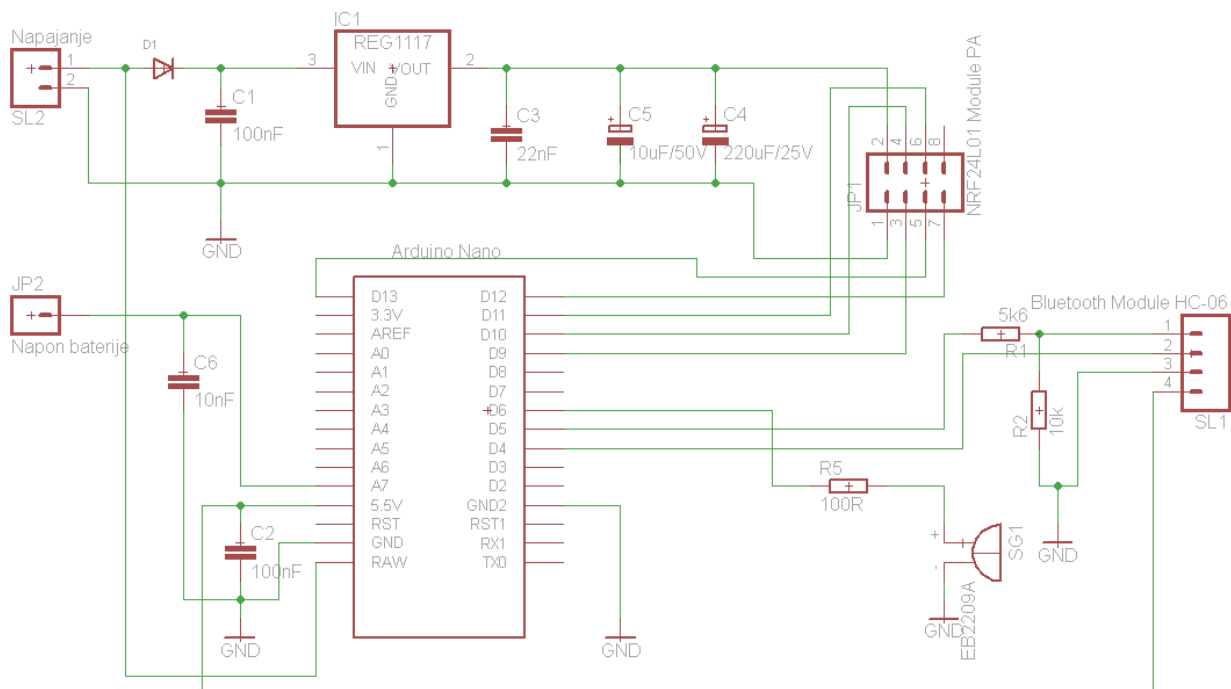 Napajanje
1
2
SL2
D1
C1
100nF
IC1
REG1117
3
VIN
VOUT
2
GND
1
C3
22nF
C5
10uF/50V
C4
220uF/25V
GND
2
4
6
8
JP1
1
3
5
7
NRF24L01 Module PA
JP2
Napon baterije
C6
10nF
C2
100nF
GND
Arduino Nano
D13
3.3V
AREF
A0
A1
A2
A3
A4
A5
A6
A7
5.5V
RST
GND
RAW
D12
D11
D10
D9
D8
D7
D6
D5
D4
D3
D2
GND2
RST1
RX1
TX0
GND
R5
100R
SG1
EB2209A
GND
Bluetooth Module HC-06
5k6
R1
R2
10k
GND
1
2
3
4
SL1